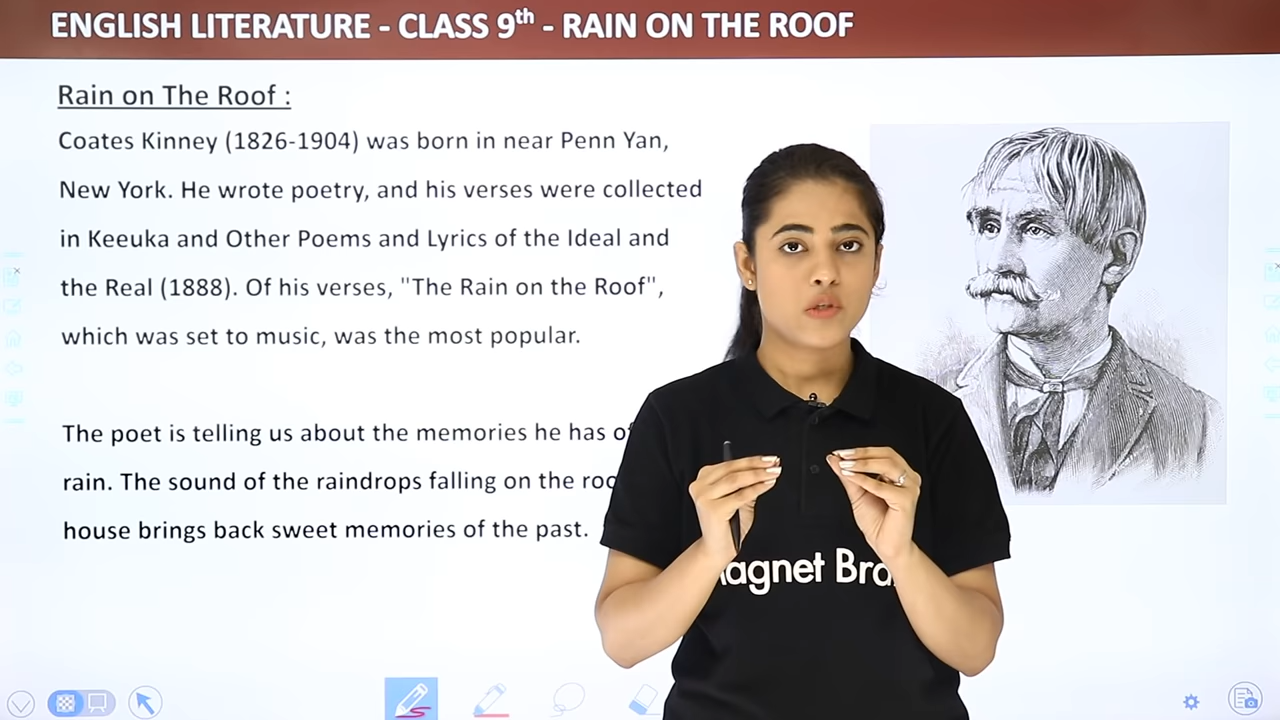 ENGLISH LITERATURE - CLASS 9th - RAIN ON THE ROOF
Rain on The Roof :
Coates Kinney (1826-1904) was born in near Penn Yan,
New York. He wrote poetry, and his verses were collected
in Keeuka and Other Poems and Lyrics of the Ideal and
the Real (1888). Of his verses, "The Rain on the Roof",
which was set to music, was the most popular.
The poet is telling us about the memories he has
rain. The sound of the raindrops falling on the
house brings back sweet memories of the past.
agnet Bra